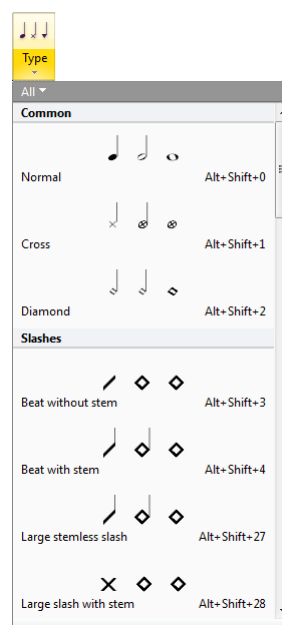 Type
All
Common
Normal Alt+Shift+0
Cross Alt+Shift+1
Diamond Alt+Shift+2
Slashes
Beat without stem Alt+Shift+3
Beat with stem Alt+Shift+4
Large stemless slash Alt+Shift+27
Large slash with stem Alt+Shift+28